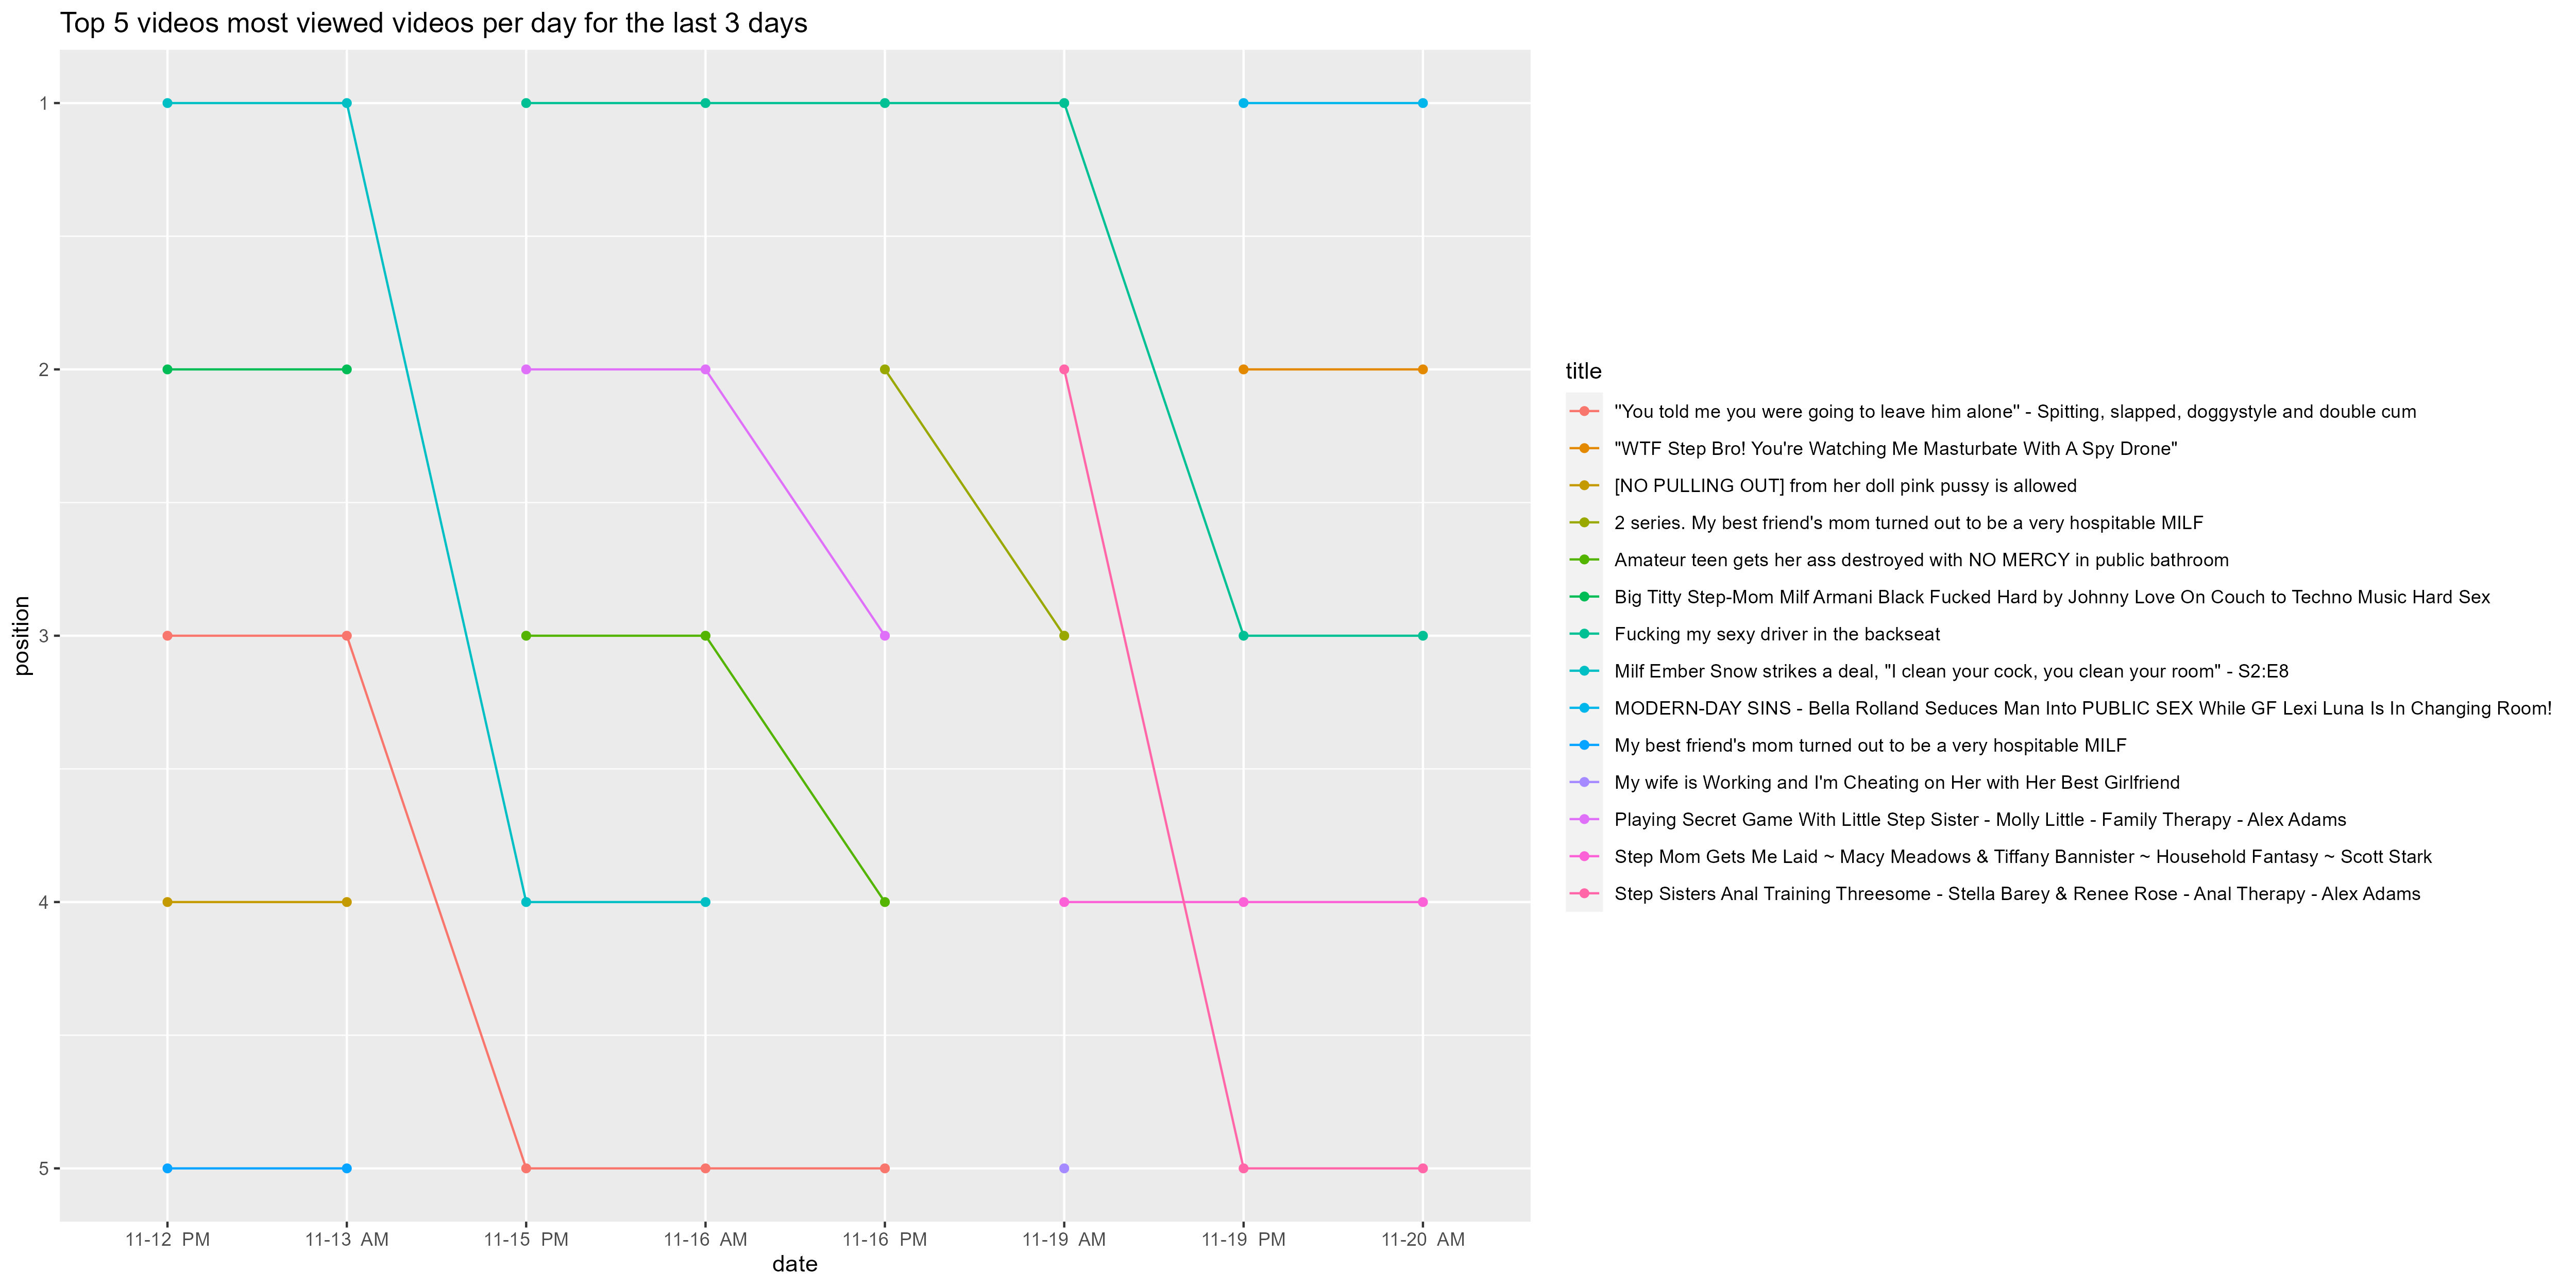 Top 5 videos most viewed videos per day for the last 3 days
1
2
3
4
5
position
11-12 PM
11-13 AM
11-15 PM
11-16 AM
11-16 PM
11-19 AM
11-19 PM
11-20 AM
date
title
"You told me you were going to leave him alone" - Spitting, slapped, doggystyle and double cum
"WTF Step Bro! You're Watching Me Masturbate With A Spy Drone"
[NO PULLING OUT] from her doll pink pussy is allowed
2 series. My best friend's mom turned out to be a very hospitable MILF
Amateur teen gets her ass destroyed with NO MERCY in public bathroom
Big Titty Step-Mom Milf Armani Black Fucked Hard by Johnny Love On Couch to Techno Music Hard Sex
Fucking my sexy driver in the backseat
Milf Ember Snow strikes a deal, "I clean your cock, you clean your room" - S2:E8
MODERN-DAY SINS - Bella Rolland Seduces Man Into PUBLIC SEX While GF Lexi Luna Is In Changing Room!
My best friend's mom turned out to be a very hospitable MILF
My wife is Working and I'm Cheating on Her with Her Best Girlfriend
Playing Secret Game With Little Step Sister - Molly Little - Family Therapy - Alex Adams
Step Mom Gets Me Laid ~ Macy Meadows & Tiffany Bannister ~ Household Fantasy ~ Scott Stark
Step Sisters Anal Training Threesome - Stella Barey & Renee Rose - Anal Therapy - Alex Adams